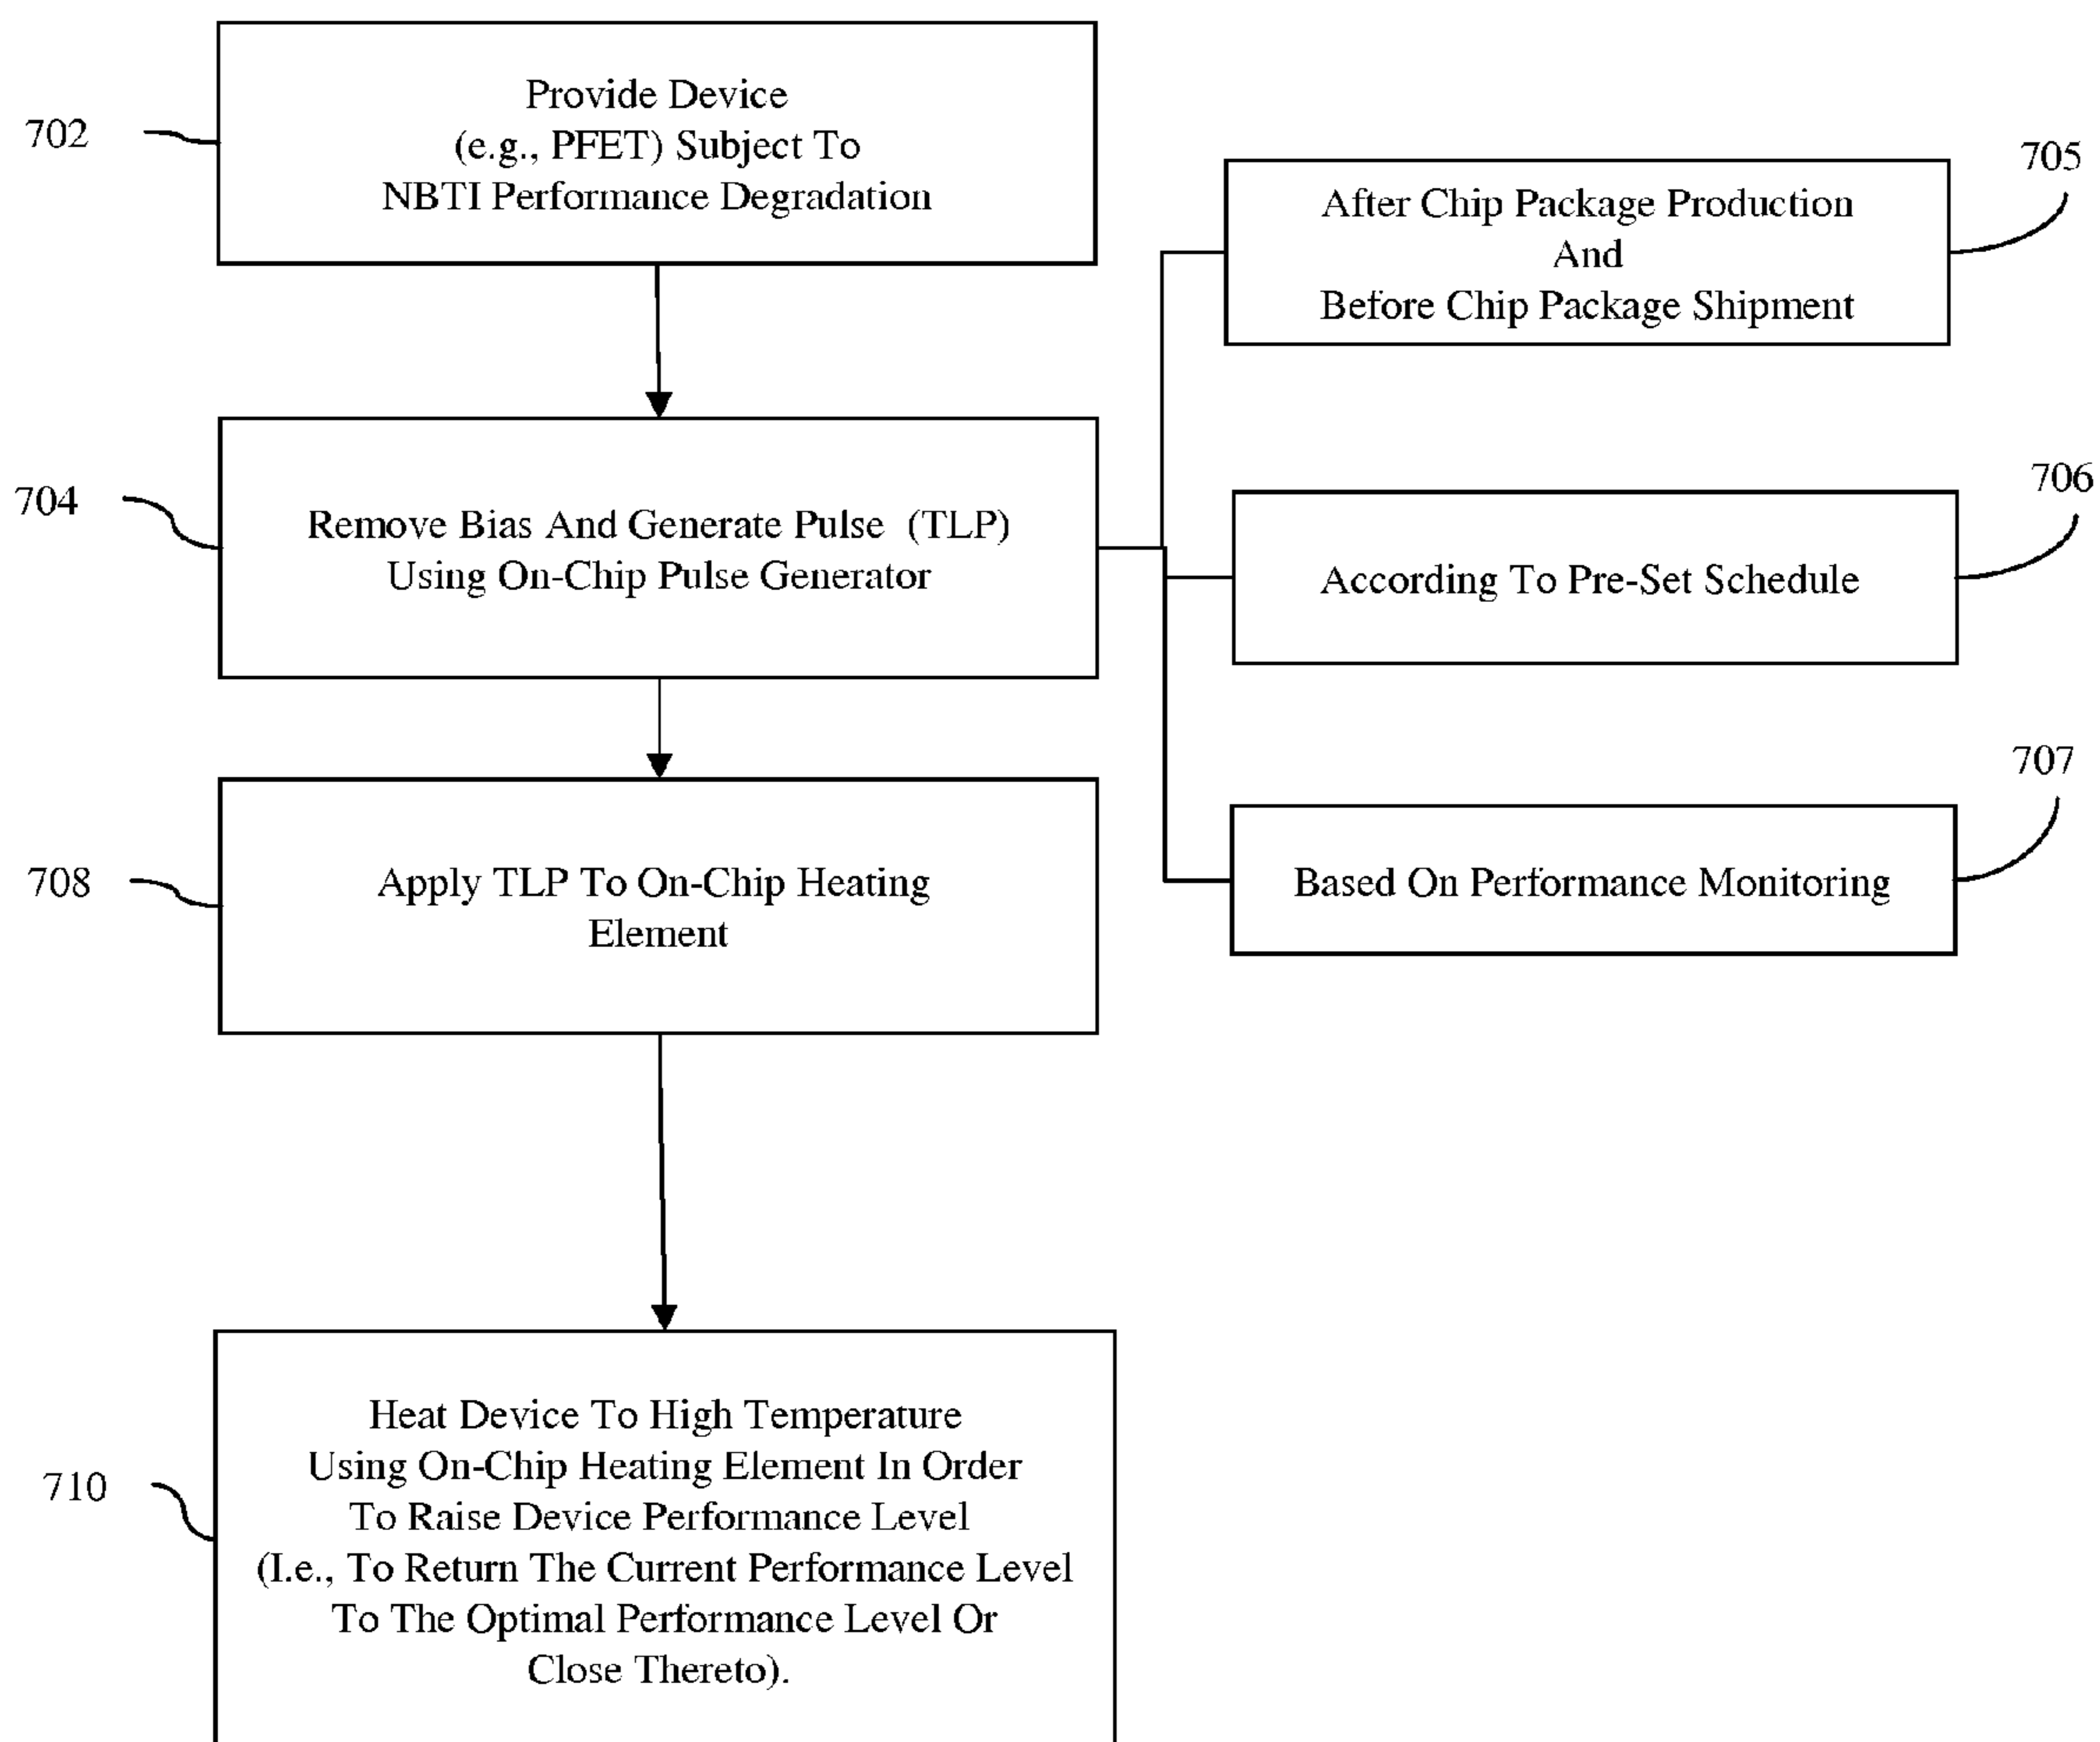 702
Provide Device
(e.g., PFET) Subject To
NBTI Performance Degradation
705
After Chip Package Production
And
Before Chip Package Shipment
704
Remove Bias And Generate Pulse (TLP)
Using On-Chip Pulse Generator
706
According To Pre-Set Schedule
707
Based On Performance Monitoring
708
Apply TLP To On-Chip Heating
Element
710
Heat Device To High Temperature
Using On-Chip Heating Element In Order
To Raise Device Performance Level
(I.e., To Return The Current Performance Level
To The Optimal Performance Level Or
Close Thereto).